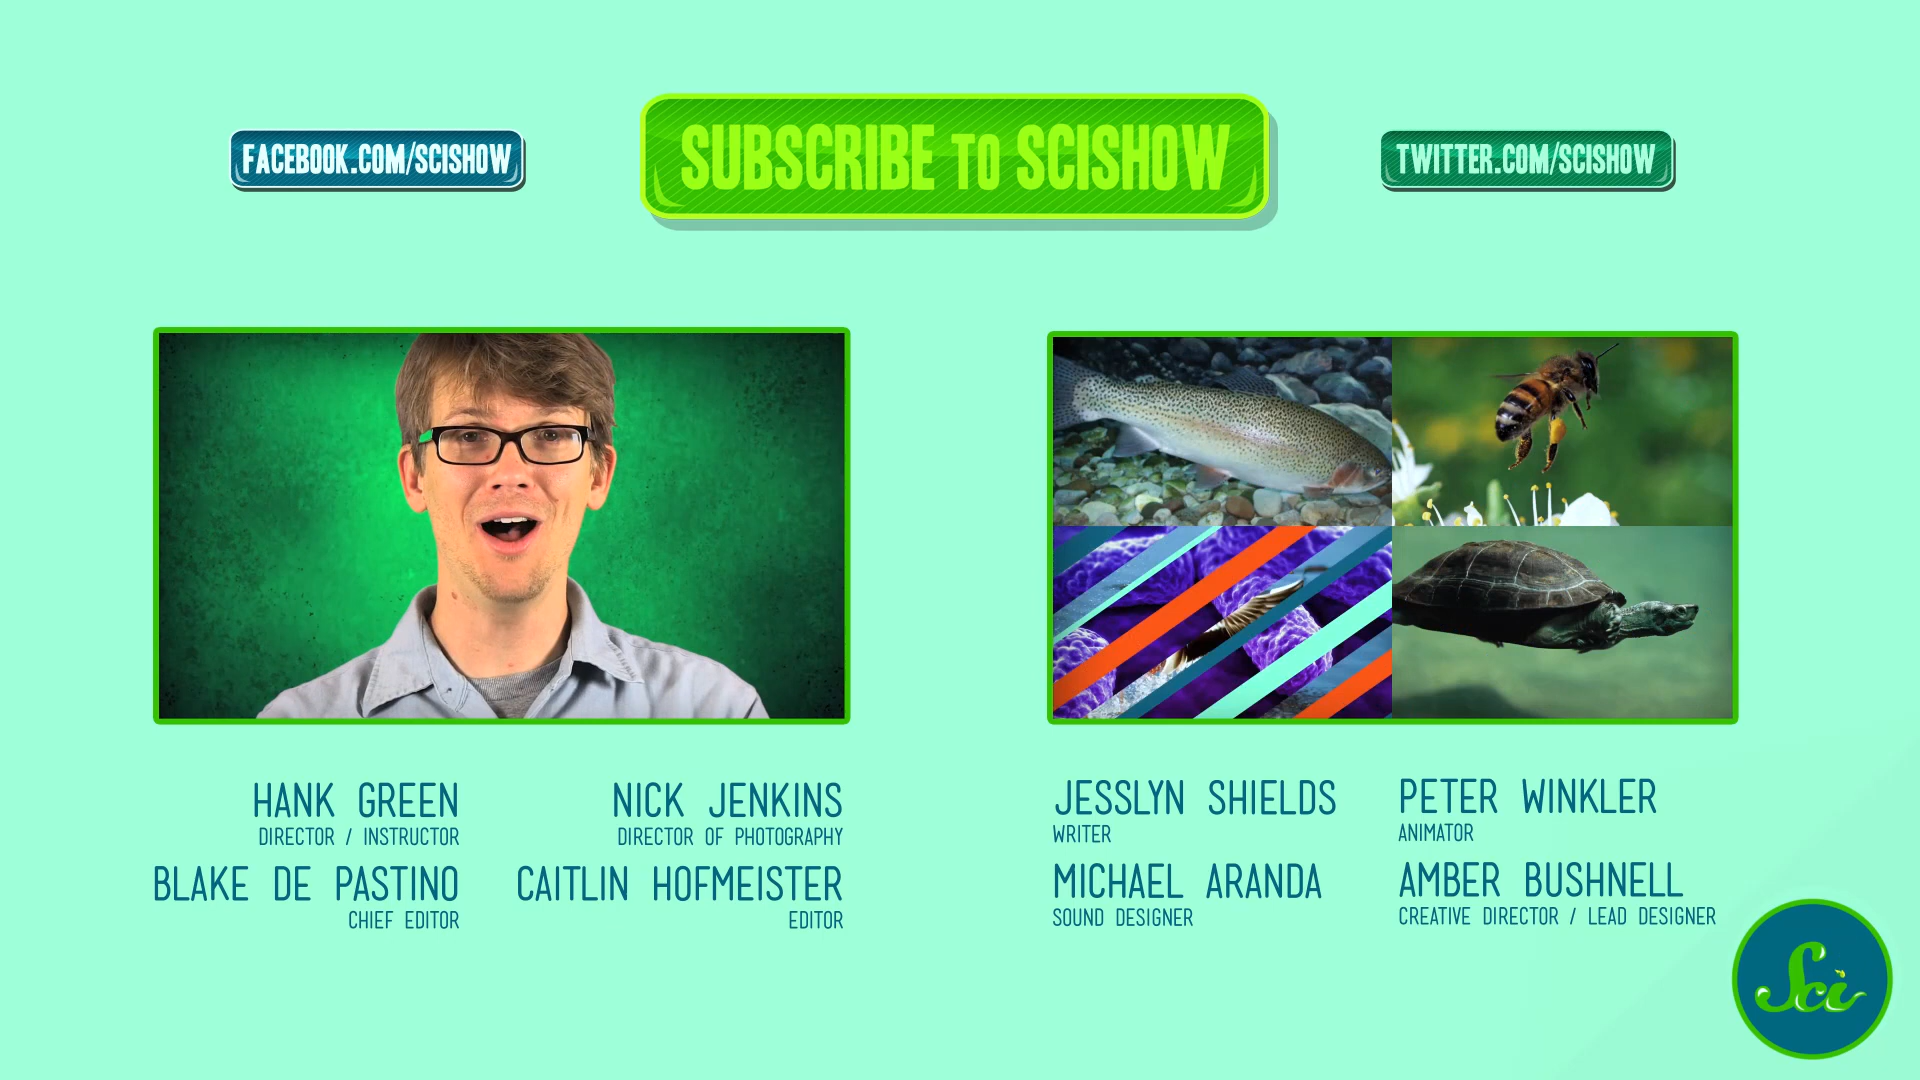 FACEBOOK.COM/SCISHOW
SUBSCRIBE TO SCISHOW
TWITTER.COM/SCISHOW
HANK GREEN
DIRECTOR / INSTRUCTOR
NICK JENKINS
DIRECTOR OF PHOTOGRAPHY
BLAKE DE PASTINO
CHIEF EDITOR
CAITLIN HOFMEISTER
EDITOR
JESSLYN SHIELDS
WRITER
PETER WINKLER
ANIMATOR
MICHAEL ARANDA
SOUND DESIGNER
AMBER BUSHNELL
CREATIVE DIRECTOR / LEAD DESIGNER
Sci